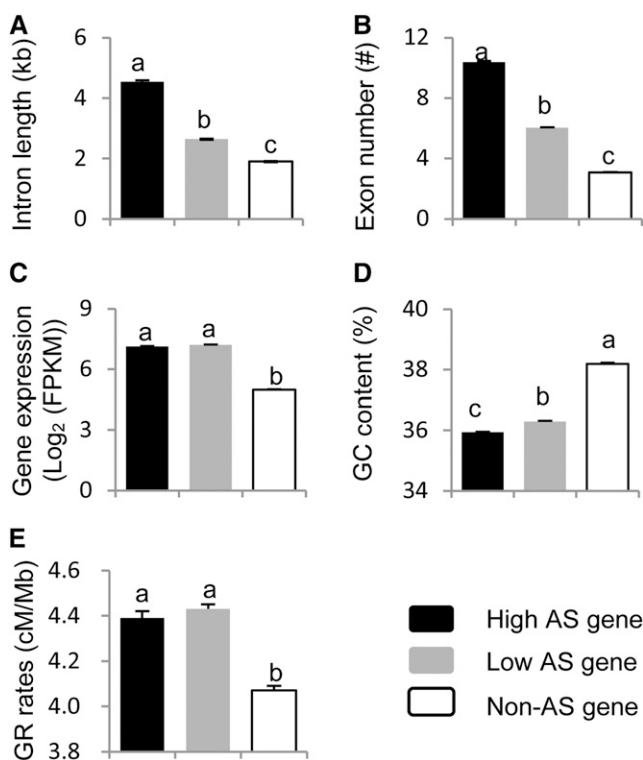 A
Intron length (kb)
6
4
2
0
a
b
c
B
Exon number (#)
12
8
4
0
a
b
c
C
Gene expression
(Log₂ (FPKM))
9
6
3
0
a
a
b
D
GC content (%)
40
38
36
34
c
b
a
E
GR rates (cM/Mb)
4.6
4.4
4.2
4.0
3.8
a
a
b
High AS gene
Low AS gene
Non-AS gene